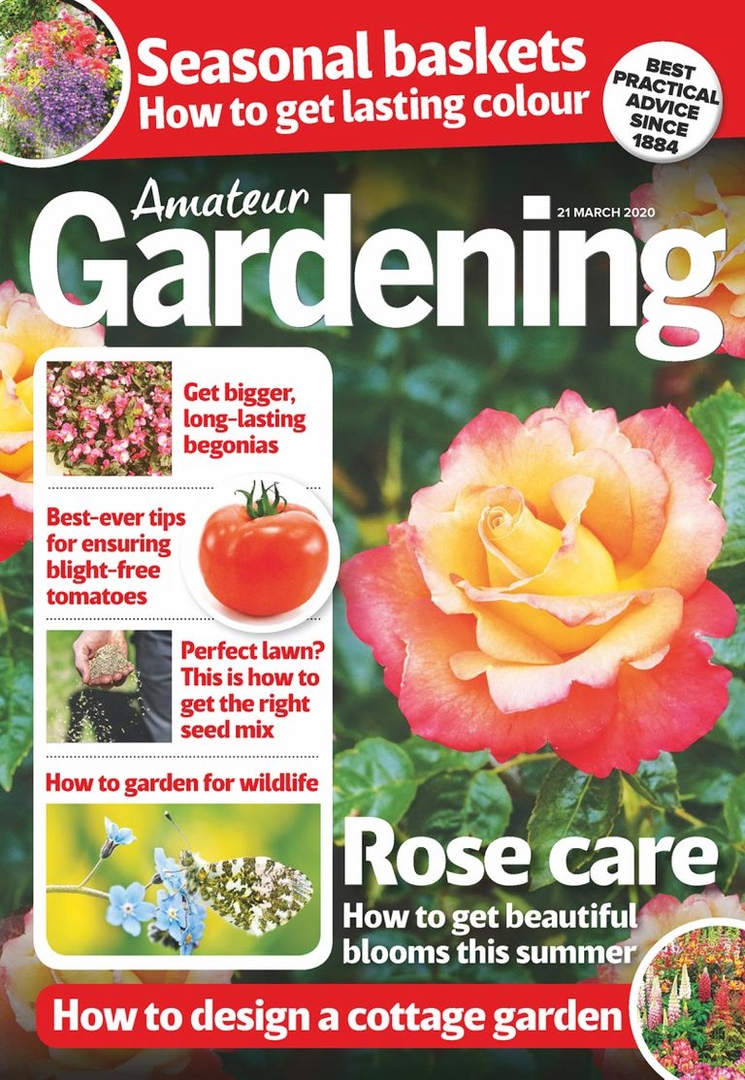 Seasonal baskets
How to get lasting colour
BEST
PRACTICAL
ADVICE
SINCE
1884
Amateur
Gardening
21 MARCH 2020
Get bigger,
long-lasting
begonias
Best-ever tips
for ensuring
blight-free
tomatoes
Perfect lawn?
This is how to
get the right
seed mix
How to garden for wildlife
Rose care
How to get beautiful
blooms this summer
How to design a cottage garden